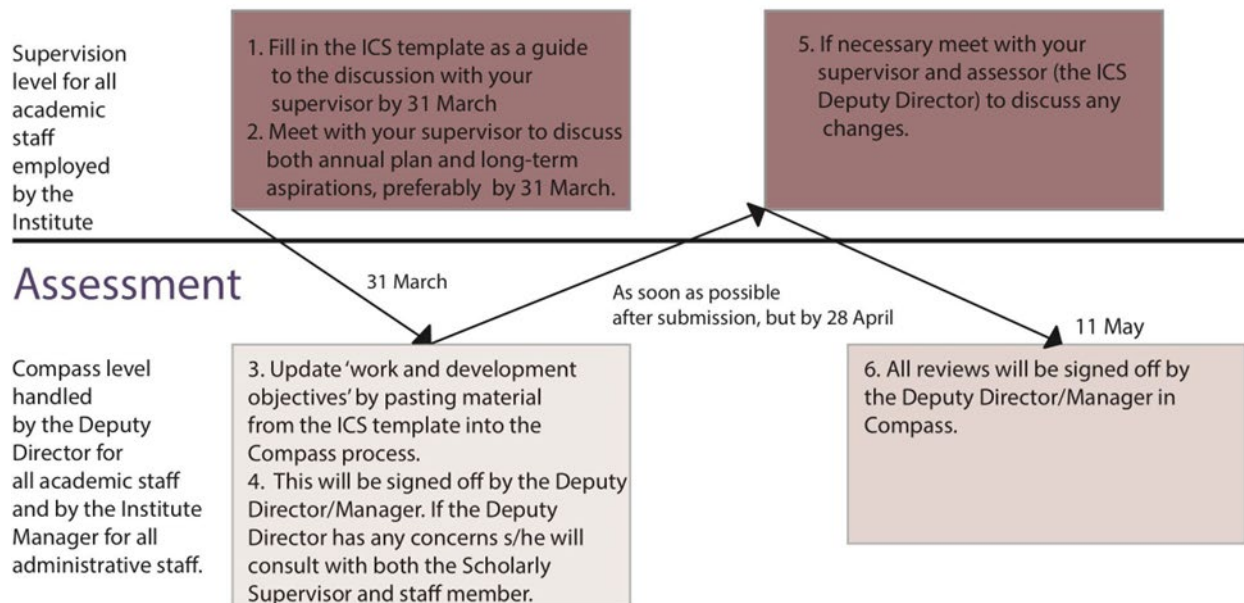 Supervision
level for all
academic
staff
employed
by the
Institute
1. Fill in the ICS template as a guide
to the discussion with your
supervisor by 31 March
2. Meet with your supervisor to discuss
both annual plan and long-term
aspirations, preferably by 31 March.
5. If necessary meet with your
supervisor and assessor (the ICS
Deputy Director) to discuss any
changes.
Assessment
31 March
As soon as possible
after submission, but by 28 April
11 May
Compass level
handled
by the Deputy
Director for
all academic staff
and by the Institute
Manager for all
administrative staff.
3. Update ‘work and development
objectives’ by pasting material
from the ICS template into the
Compass process.
4. This will be signed off by the Deputy
Director/Manager. If the Deputy
Director has any concerns s/he will
consult with both the Scholarly
Supervisor and staff member.
6. All reviews will be signed off by
the Deputy Director/Manager in
Compass.